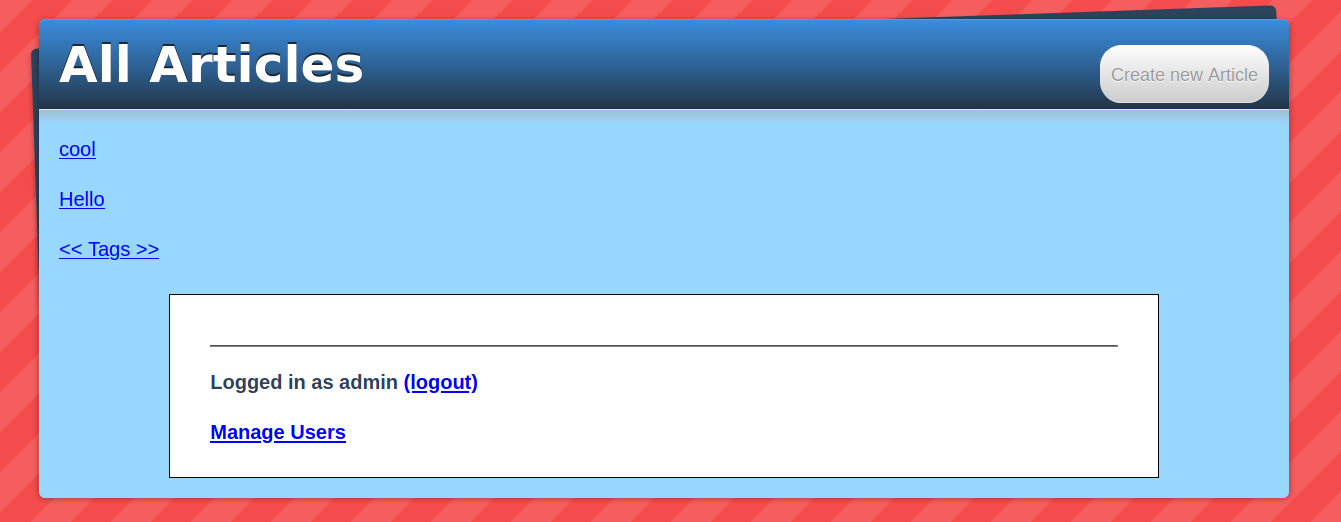 All Articles
Create new Article
cool
Hello
<< Tags >>
Logged in as admin (logout)
Manage Users